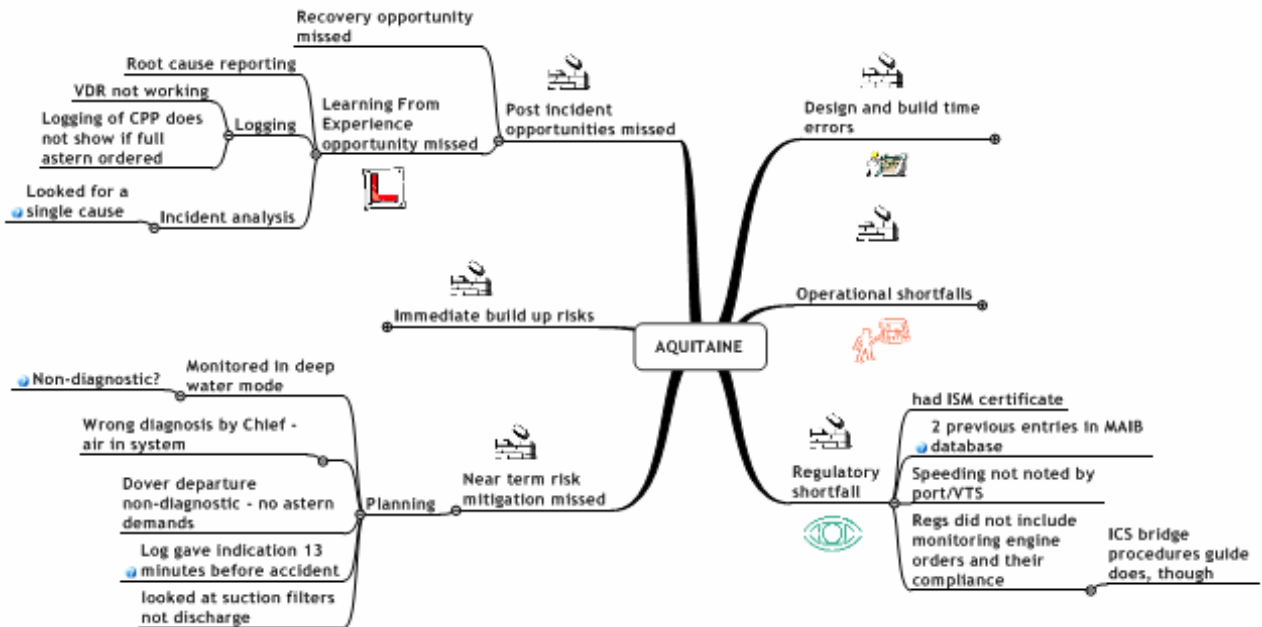 Recovery opportunity
missed
Root cause reporting
VDR not working
Logging of CPP does
not show if full
astern ordered
Logging
Learning From
Experience
opportunity missed
Looked for a
single cause
Incident analysis
Post incident
opportunities missed
Immediate build up risks
Non-diagnostic?
Monitored in deep
water mode
Wrong diagnosis by Chief -
air in system
Dover departure
non-diagnostic - no astern
demands
Log gave indication 13
minutes before accident
looked at suction filters
not discharge
Planning
Near term risk
mitigation missed
AQUITAINE
Design and build time
errors
Operational shortfalls
Regulatory
shortfall
had ISM certificate
2 previous entries in MAIB
database
Speeding not noted by
port/VTS
Regs did not include
monitoring engine
orders and their
compliance
ICS bridge
procedures guide
does, though